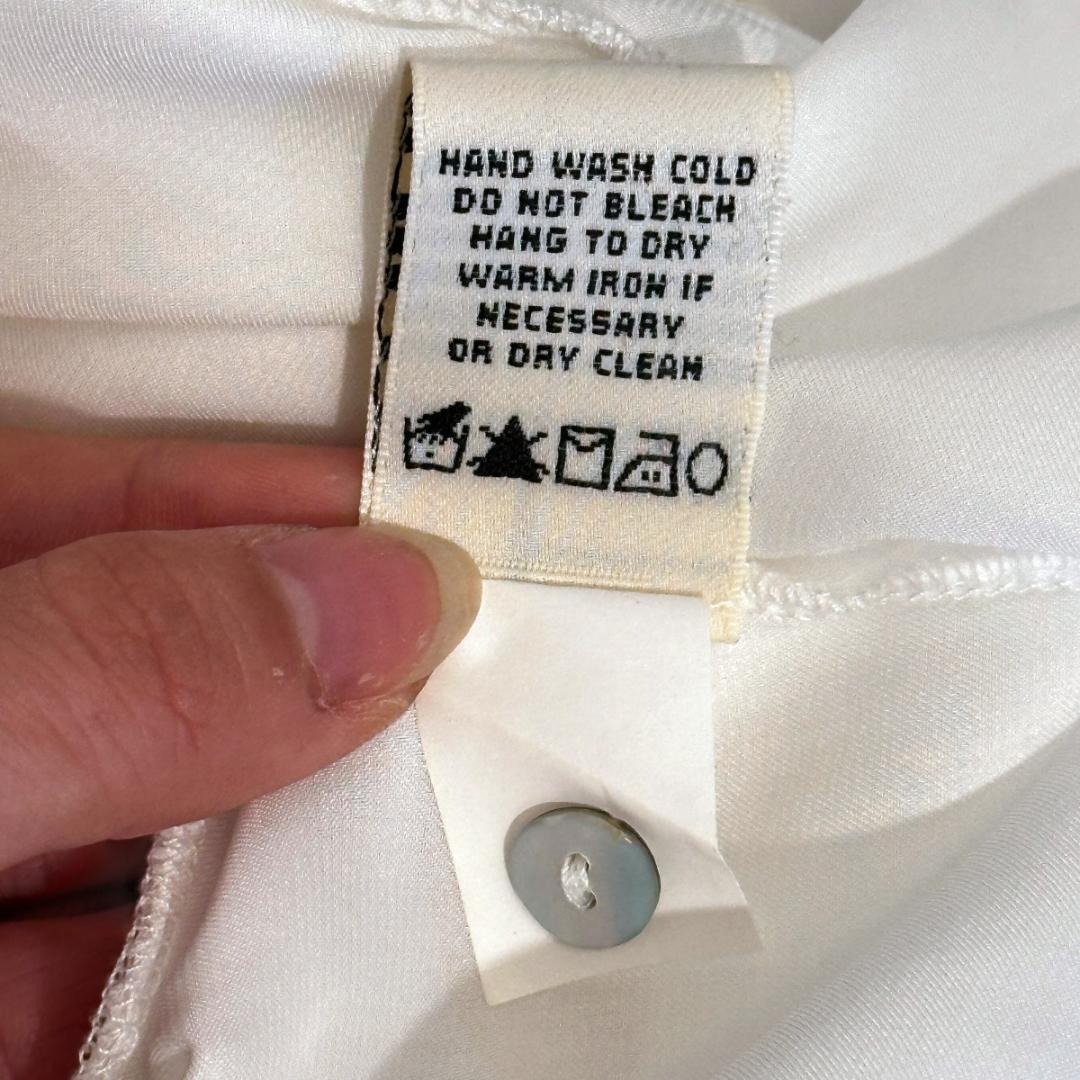 HAND WASH COLD
DO NOT BLEACH
HANG TO DRY
WARM IRON IF
NECESSARY
OR DRY CLEAN